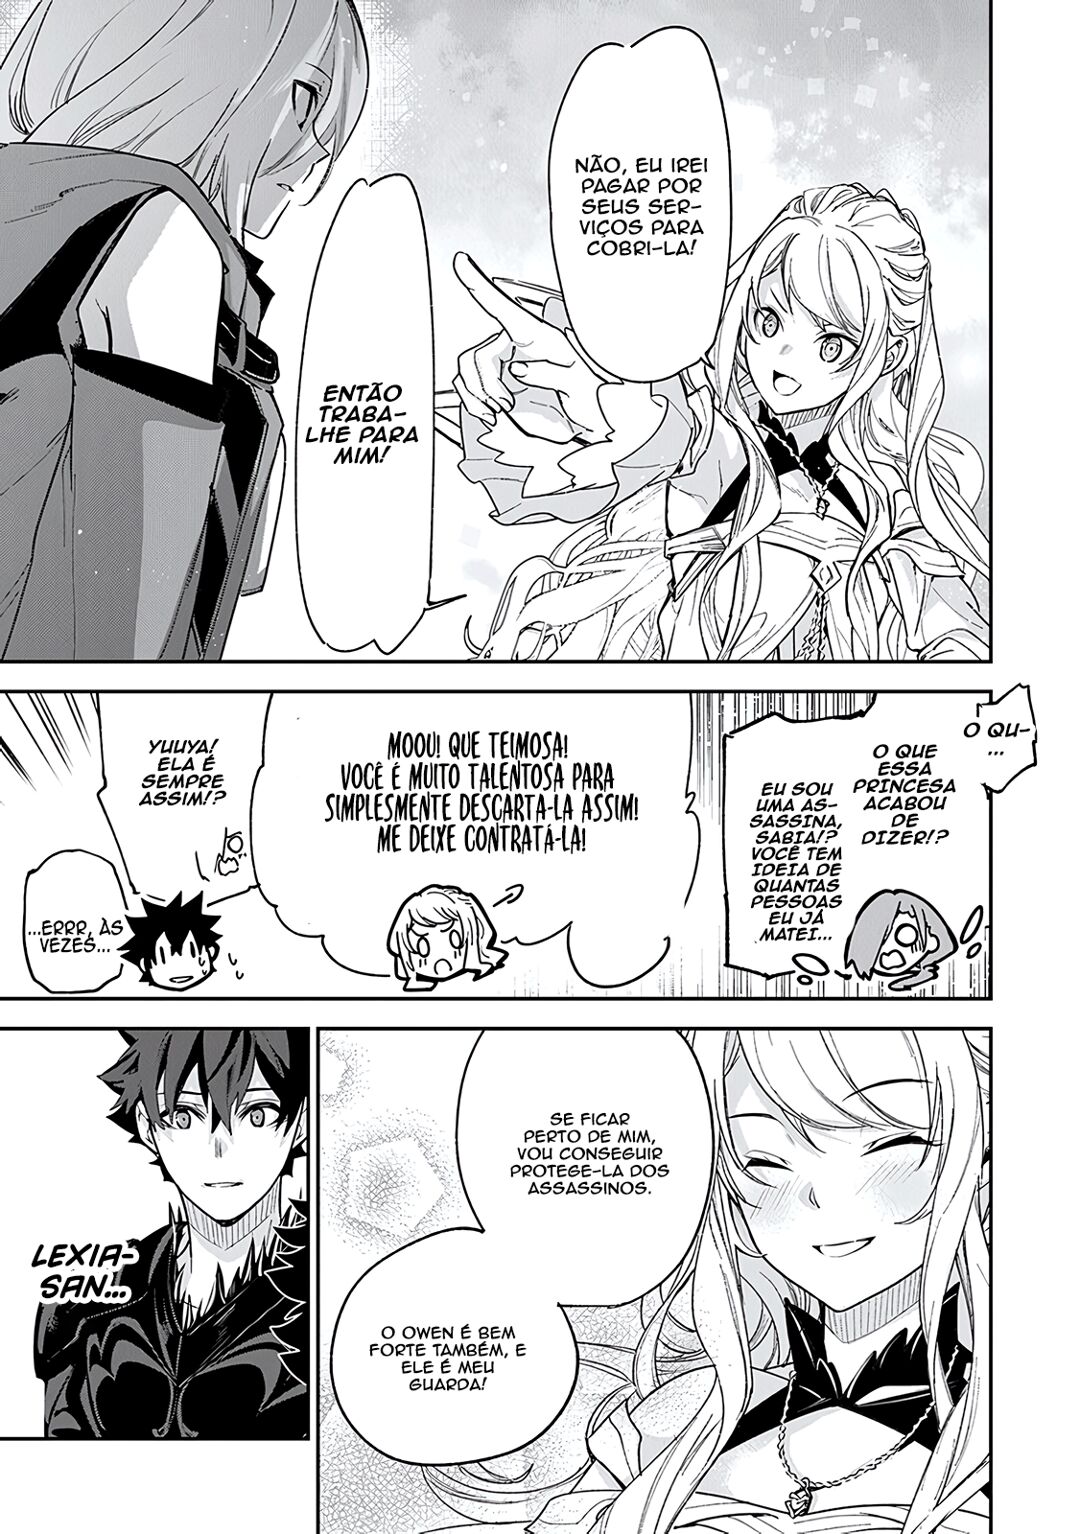 NÃO, EU IREI
PAGAR POR
SEUS SER-
VIÇOS PARA
COBRI-LA!
ENTÃO
TRABA-
LHE PARA
MIM!
O QU-
...
O QUE
ESSA
PRINCESA
ACABOU
DE
DIZER!?
EU SOU
UMA AS-
SASSINA,
SABIA!?
VOCÊ TEM
IDEIA DE
QUANTAS
PESSOAS
EU JÁ
MATEI...
MOOU! QUE TEIMOSA!
VOCÊ É MUITO TALENTOSA PARA
SIMPLESMENTE DESCARTA-LA ASSIM!
ME DEIXE CONTRATÁ-LA!
YUUYA!
ELA É
SEMPRE
ASSIM!?
...ERRR, ÀS
VEZES...
SE FICAR
PERTO DE MIM,
VOU CONSEGUIR
PROTEGE-LA DOS
ASSASSINOS.
O OWEN É BEM
FORTE TAMBÉM, E
ELE É MEU
GUARDA!
LEXIA-
SAN...